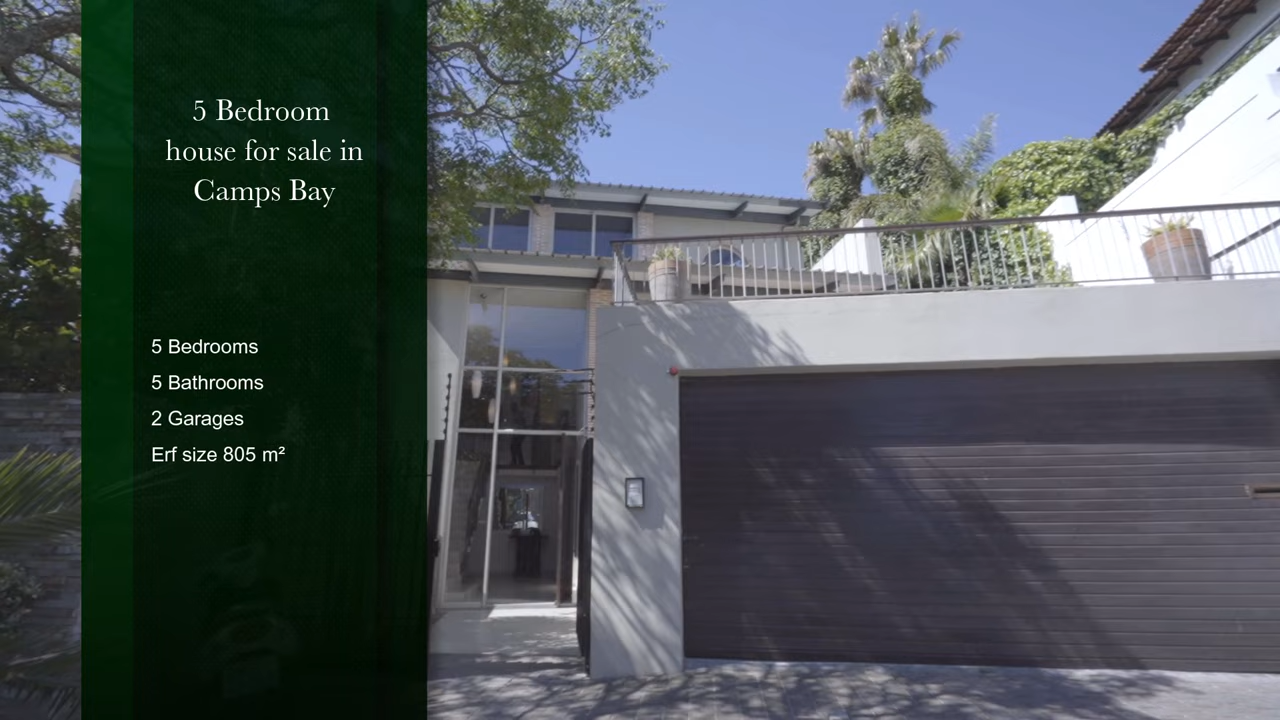 5 Bedroom
house for sale in
Camps Bay
5 Bedrooms
5 Bathrooms
2 Garages
Erf size 805 m²